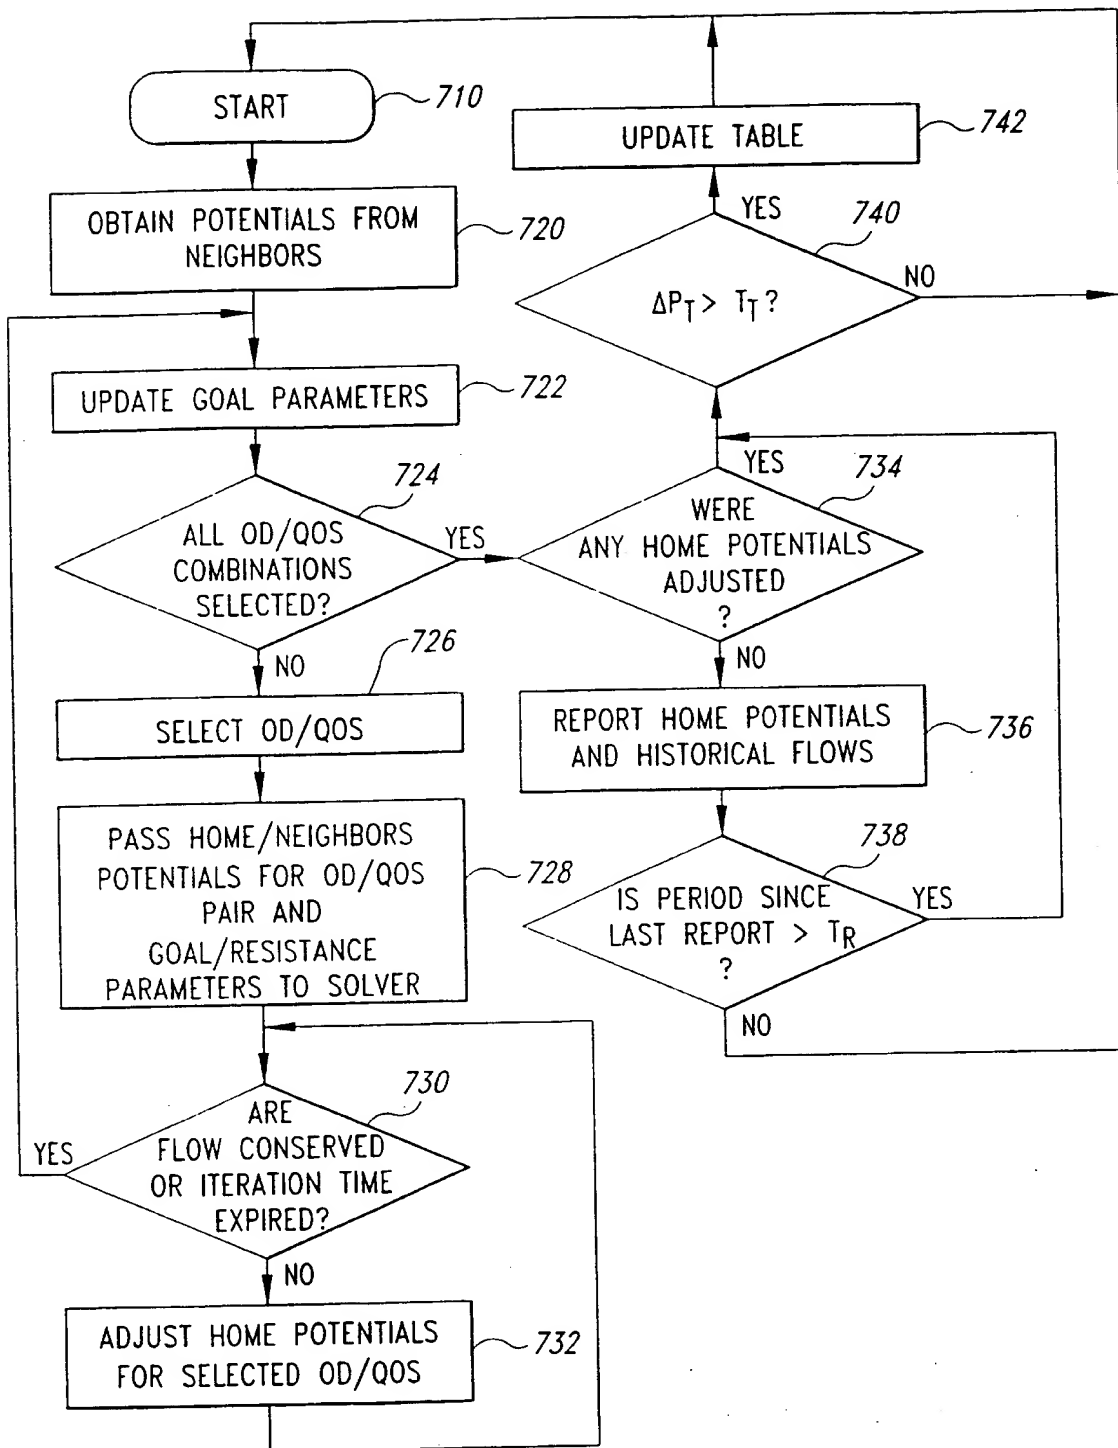 START
710
OBTAIN POTENTIALS FROM
NEIGHBORS
720
UPDATE GOAL PARAMETERS
722
ALL OD/QOS
COMBINATIONS
SELECTED?
724
YES
NO
SELECT OD/QOS
726
PASS HOME/NEIGHBORS
POTENTIALS FOR OD/QOS
PAIR AND
GOAL/RESISTANCE
PARAMETERS TO SOLVER
728
ARE
FLOW CONSERVED
OR ITERATION TIME
EXPIRED?
730
YES
NO
ADJUST HOME POTENTIALS
FOR SELECTED OD/QOS
732
UPDATE TABLE
742
YES
740
ΔPT > TT ?
NO
YES
734
WERE
ANY HOME POTENTIALS
ADJUSTED
?
NO
REPORT HOME POTENTIALS
AND HISTORICAL FLOWS
736
IS PERIOD SINCE
LAST REPORT > TR
?
738
YES
NO